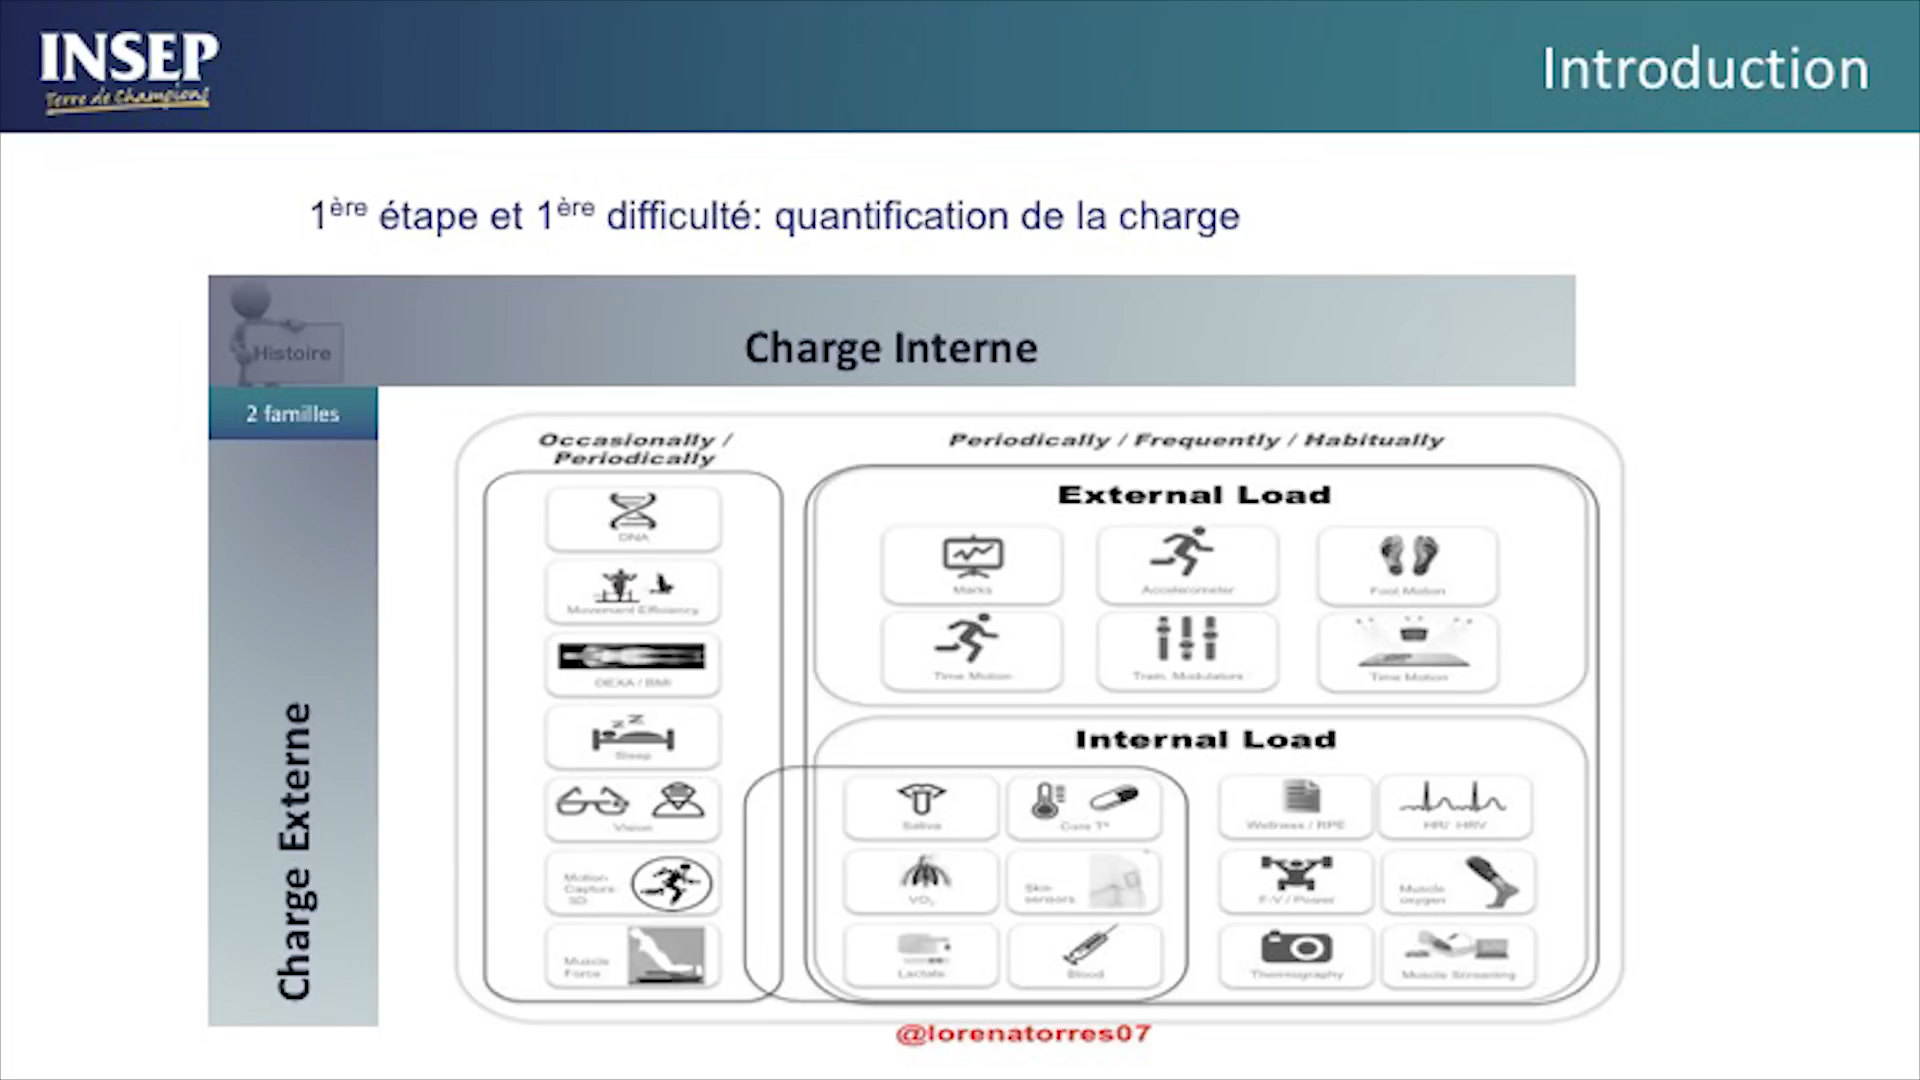 INSEP
Terre de Champions
Introduction
1ère étape et 1ère difficulté: quantification de la charge
Histoire
Charge Interne
2 familles
Charge Externe
Occasionally /
Periodically
DNA
Movement Efficiency
DEXA / BMI
Sleep
Vision
Motion
Capture
3D
Muscle
Force
Periodically / Frequently / Habitually
External Load
Marks
Accelerometer
Foot Motion
Time Motion
Train. Modulators
Time Motion
Internal Load
Saliva
Core Tª
Wellness / RPE
HR/ HRV
VO₂
Skin
sensors
F-V / Power
Muscle
oxygen
Lactate
Blood
Thermography
Muscle Screening
@lorenatorres07